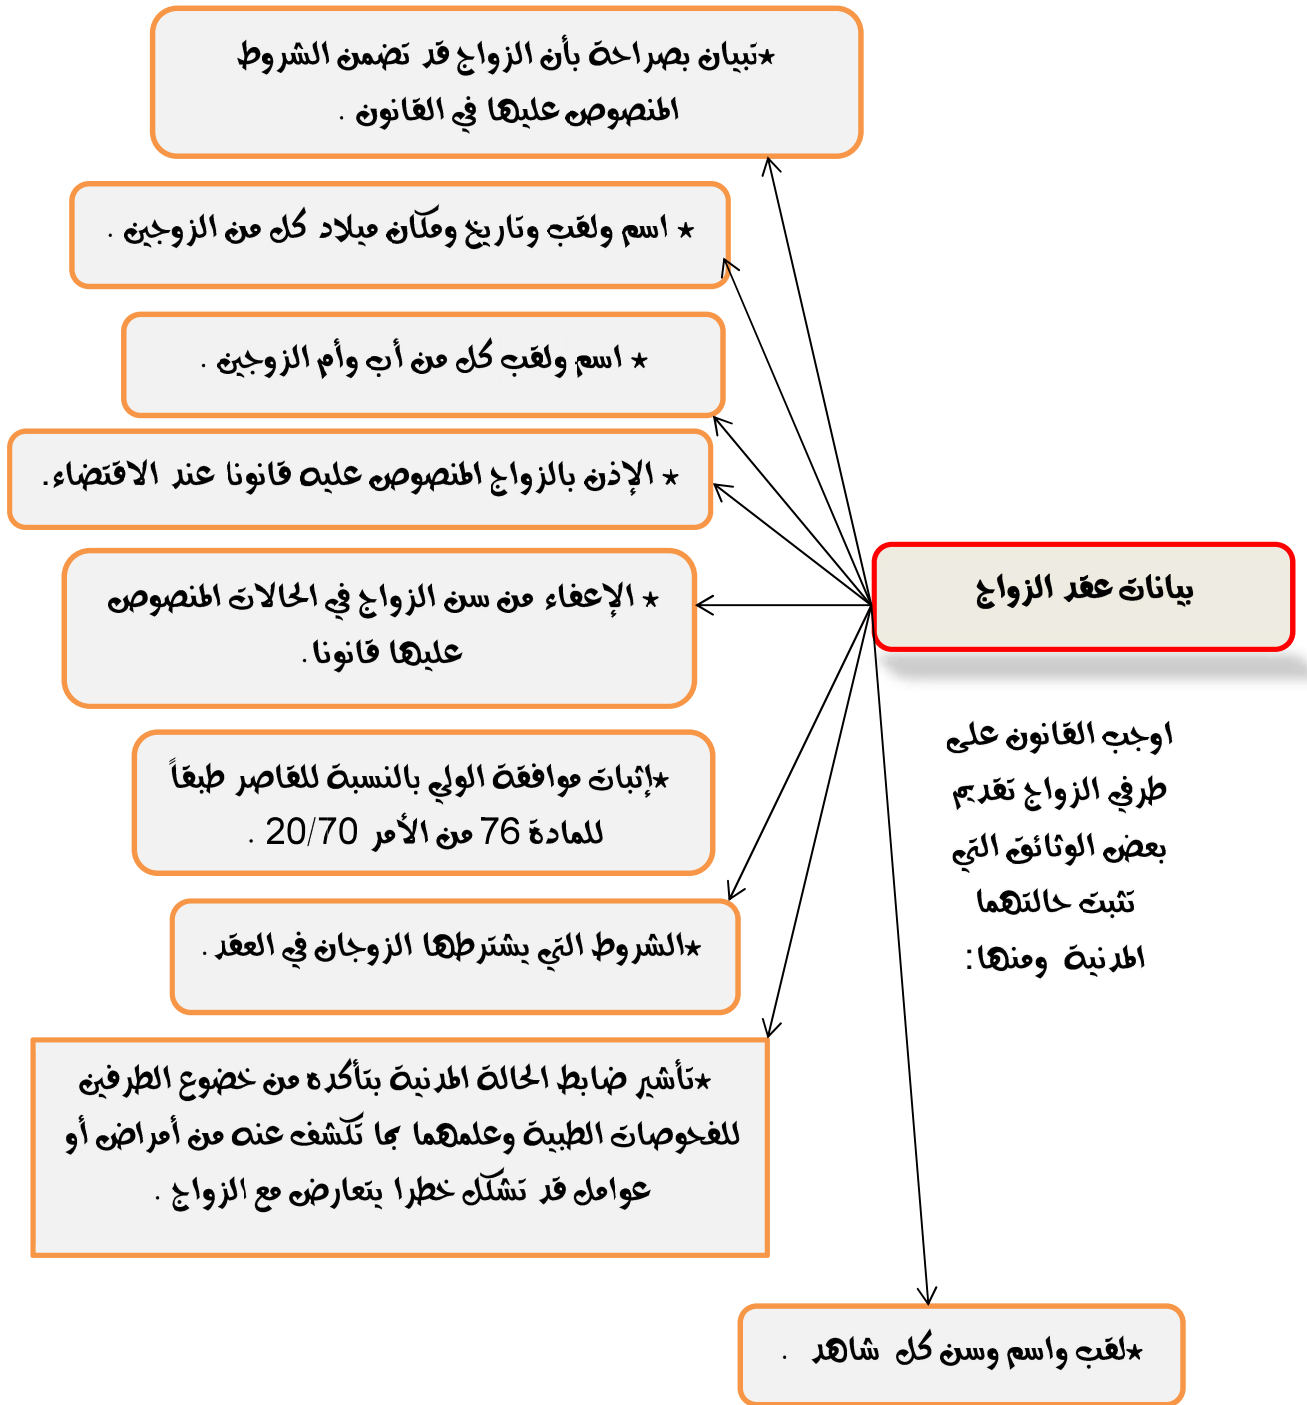 *تبيان بصراحة بأن الزواج قد تضمن الشروط
المنصوص عليها في القانون .
* اسم ولقب وتاريخ ومكان ميلاد كل من الزوجين .
* اسم ولقب كل من أب وأم الزوجين .
* الإذن بالزواج المنصوص عليه قانونا عند الاقتضاء.
* الإعفاء من سن الزواج في الحالات المنصوص
عليها قانونا .
*إثبات موافقة الولي بالنسبة للقاصر طبقاً
للمادة 76 من الأمر 20/70 .
*الشروط التي يشترطها الزوجان في العقد .
*تأشير ضابط الحالة المدنية بتأكده من خضوع الطرفين
للفحوصات الطبية وعلمهما بما تكشف عنه من أمراض أو
عوامل قد تشكل خطرا يتعارض مع الزواج .
*لقب واسم وسن كل شاهد .
بيانات عقد الزواج
اوجب القانون على
طرفي الزواج تقديم
بعض الوثائق التي
تثبت حالتهما
المدنية ومنها :